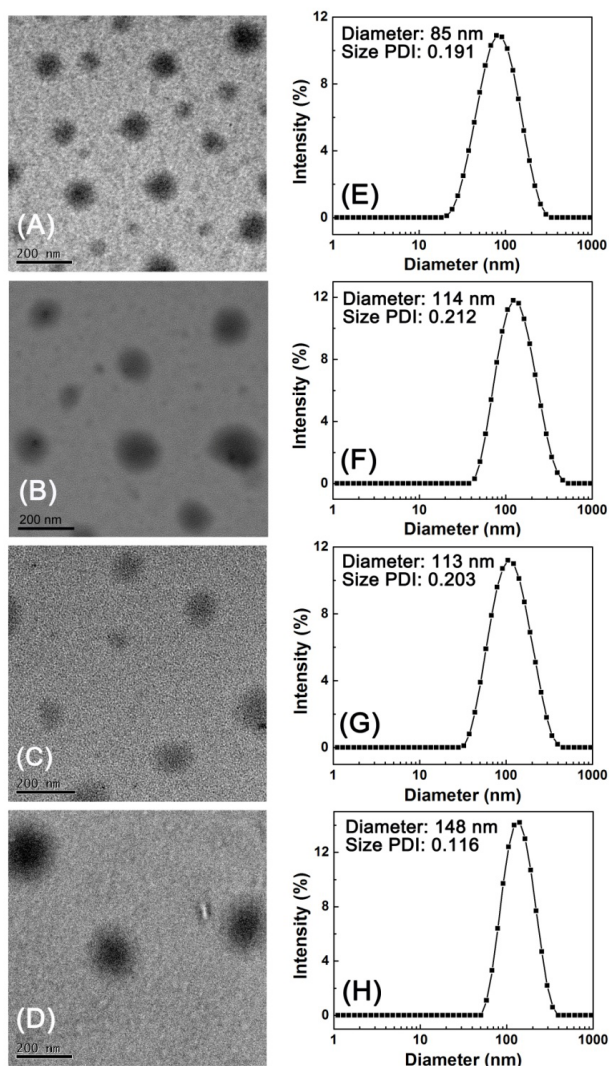 (A)
200 nm
12
8
4
0
Intensity (%)
Diameter: 85 nm
Size PDI: 0.191
(E)
1
10
100
1000
Diameter (nm)
(B)
200 nm
12
8
4
0
Intensity (%)
Diameter: 114 nm
Size PDI: 0.212
(F)
1
10
100
1000
Diameter (nm)
(C)
200 nm
12
8
4
0
Intensity (%)
Diameter: 113 nm
Size PDI: 0.203
(G)
1
10
100
1000
Diameter (nm)
(D)
200 nm
12
8
4
0
Intensity (%)
Diameter: 148 nm
Size PDI: 0.116
(H)
1
10
100
1000
Diameter (nm)